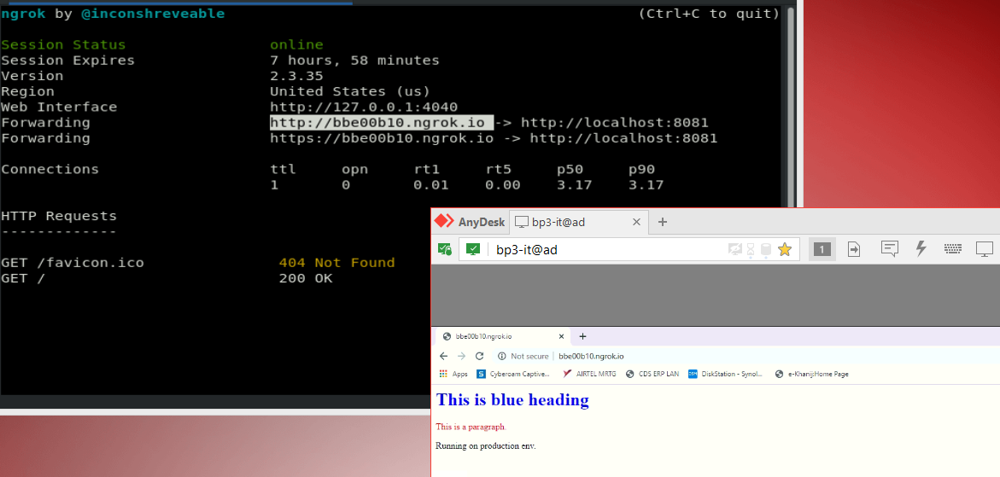 ngrok by @inconshreveable (Ctrl+C to quit)
Session Status online
Session Expires 7 hours, 58 minutes
Version 2.3.35
Region United States (us)
Web Interface http://127.0.0.1:4040
Forwarding http://bbe00b10.ngrok.io -> http://localhost:8081
Forwarding https://bbe00b10.ngrok.io -> http://localhost:8081
Connections ttl opn rt1 rt5 p50 p90
1 0 0.01 0.00 3.17 3.17
HTTP Requests
-------------
GET /favicon.ico 404 Not Found
GET / 200 OK
AnyDesk bp3-it@ad
bp3-it@ad 1
bbe00b10.ngrok.io
Not secure bbe00b10.ngrok.io
Apps S Cyberoam Captive... AIRTEL MRTG CDS ERP LAN DSM DiskStation - Synol... e-Khanij:Home Page
This is blue heading
This is a paragraph.
Running on production env.